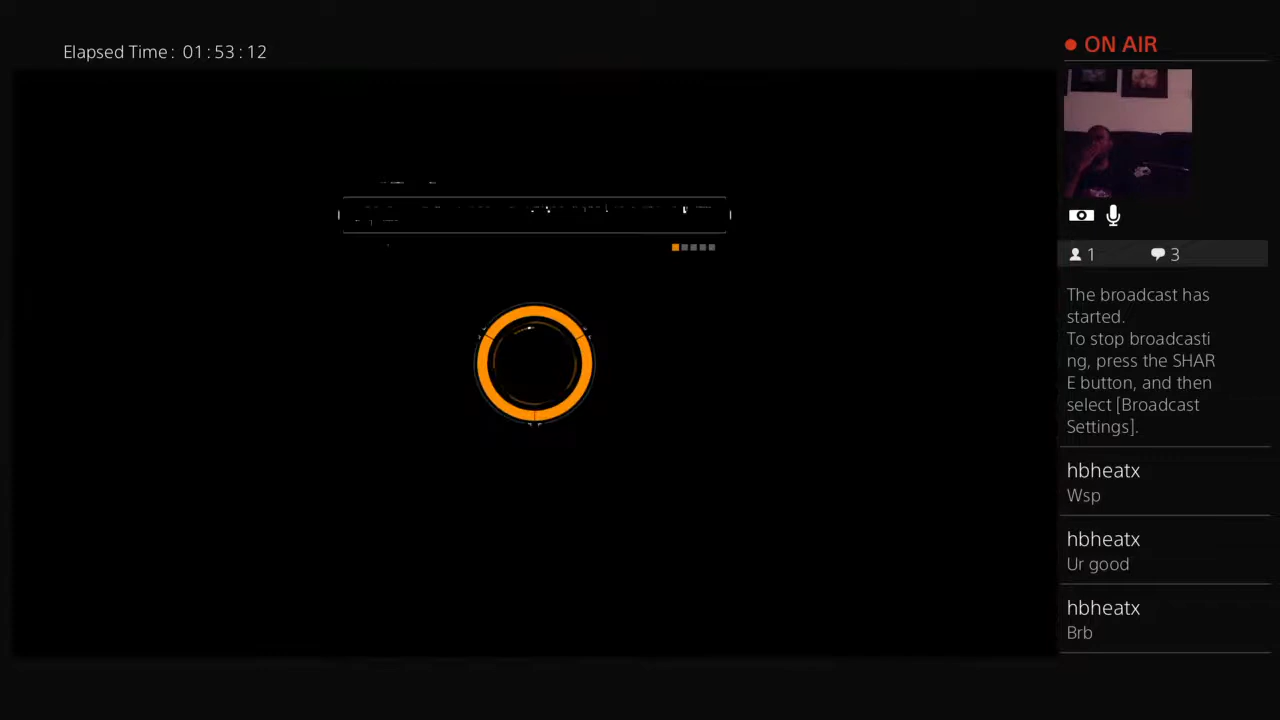 Elapsed Time: 01:53:12
ON AIR
1
3
The broadcast has
started.
To stop broadcasti
ng, press the SHAR
E button, and then
select [Broadcast
Settings].
hbheatx
Wsp
hbheatx
Ur good
hbheatx
Brb